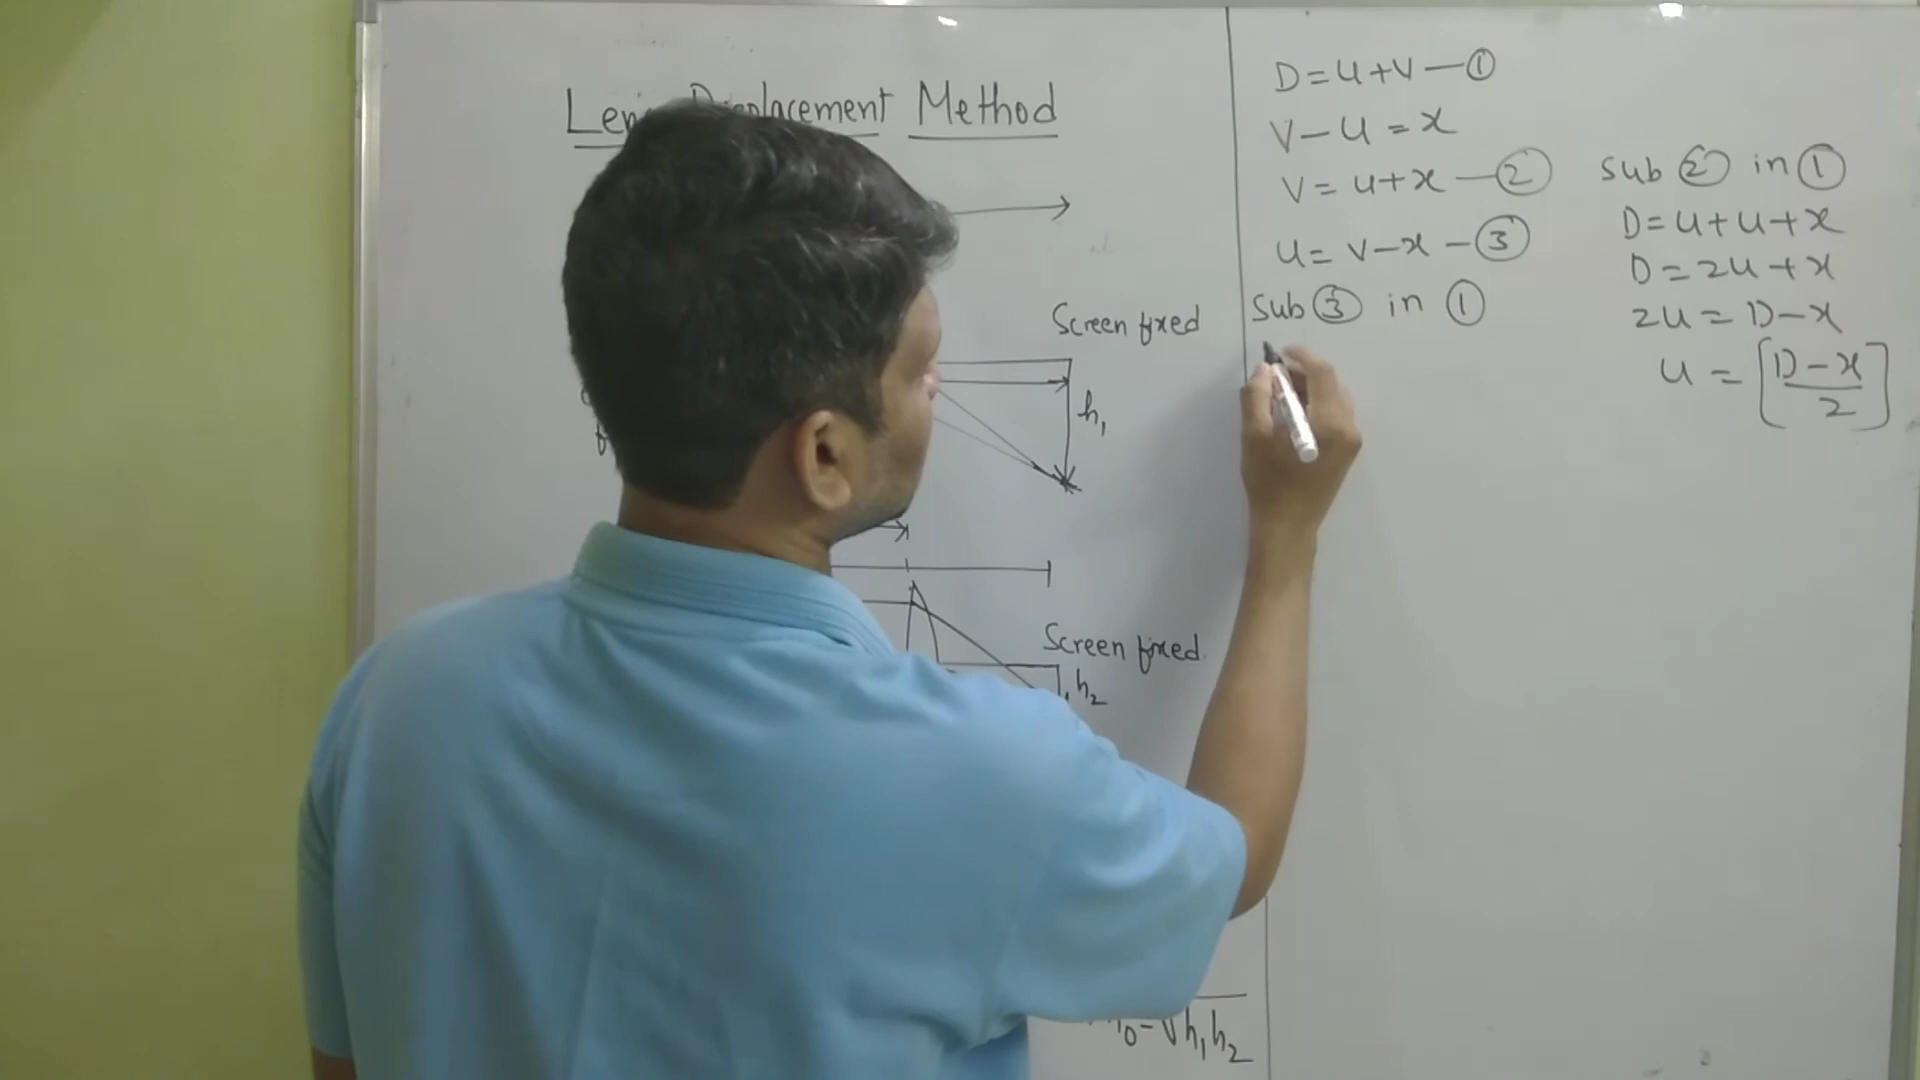 Displacement Method
Screen fixed
h₁
Screen fixed
h₂
h₀ = √h₁h₂
D = u + v — ①
v − u = x
v = u + x — ②
u = v − x — ③
Sub ③ in ①
Sub ② in ①
D = u + u + x
D = 2u + x
2u = D − x
u = [D − x / 2]